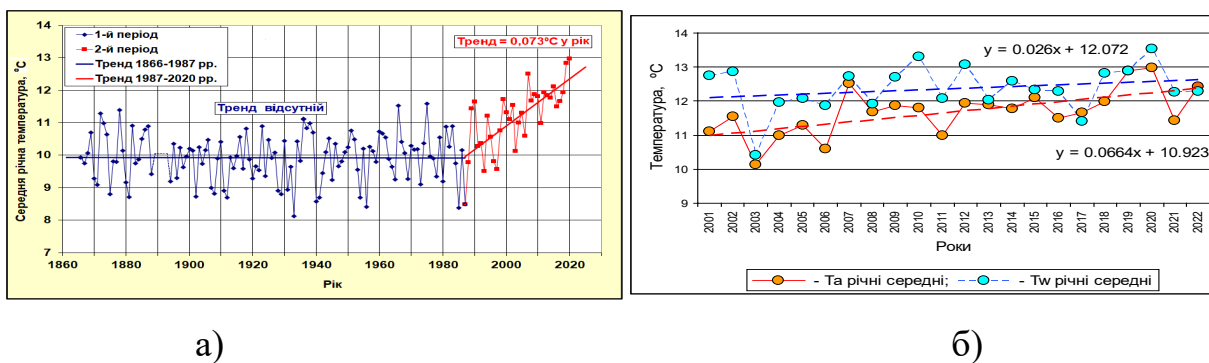 14
13
12
11
10
9
8
7
6
Середня річна температура, °C
1-й період
2-й період
Тренд 1866-1987 рр.
Тренд 1987-2020 рр.
Тренд = 0,073°C у рік
Тренд відсутній
1860 1880 1900 1920 1940 1960 1980 2000 2020
Рік
а)
14
13
12
11
10
9
Температура,
°C
y = 0.026x + 12.072
y = 0.0664x + 10.923
2001 2002 2003 2004 2005 2006 2007 2008 2009 2010 2011 2012 2013 2014 2015 2016 2017 2018 2019 2020 2021 2022
Роки
- Ta річні середні; - Tw річні середні
б)